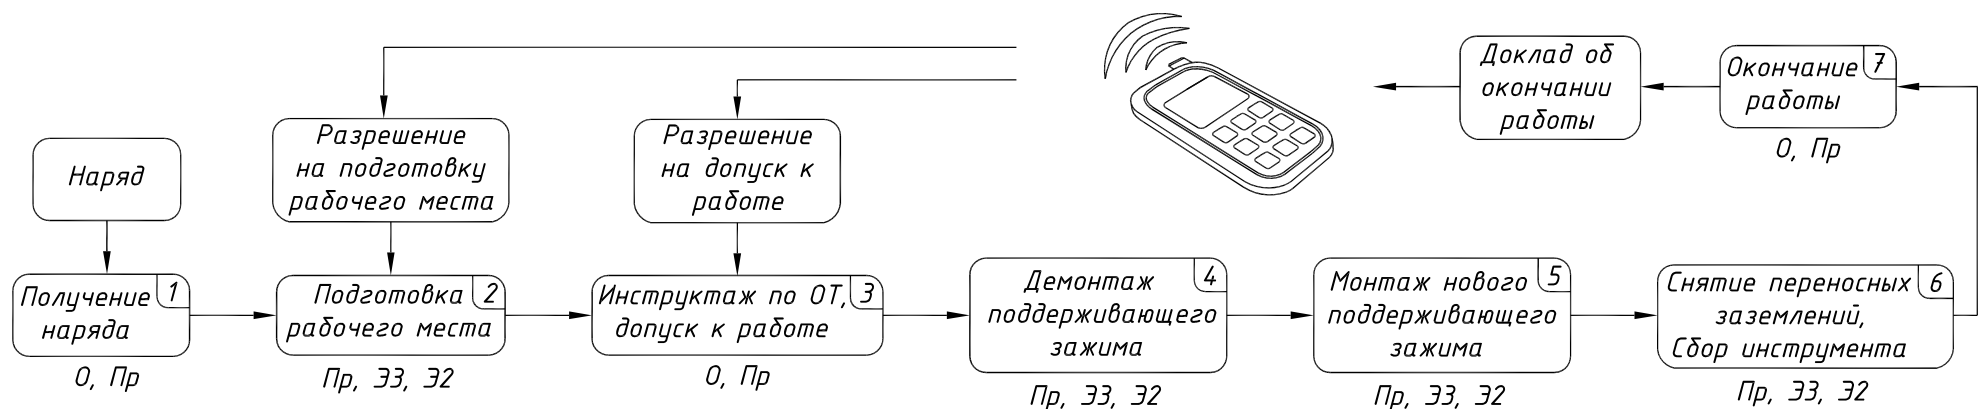 Наряд
Получение
наряда
1
О, Пр
Разрешение
на подготовку
рабочего места
Подготовка
рабочего места
2
Пр, Э3, Э2
Разрешение
на допуск к
работе
Инструктаж по ОТ,
допуск к работе
3
О, Пр
Демонтаж
поддерживающего
зажима
4
Пр, Э3, Э2
Монтаж нового
поддерживающего
зажима
5
Пр, Э3, Э2
Снятие переносных
заземлений,
Сбор инструмента
6
Пр, Э3, Э2
Окончание
работы
7
О, Пр
Доклад об
окончании
работы